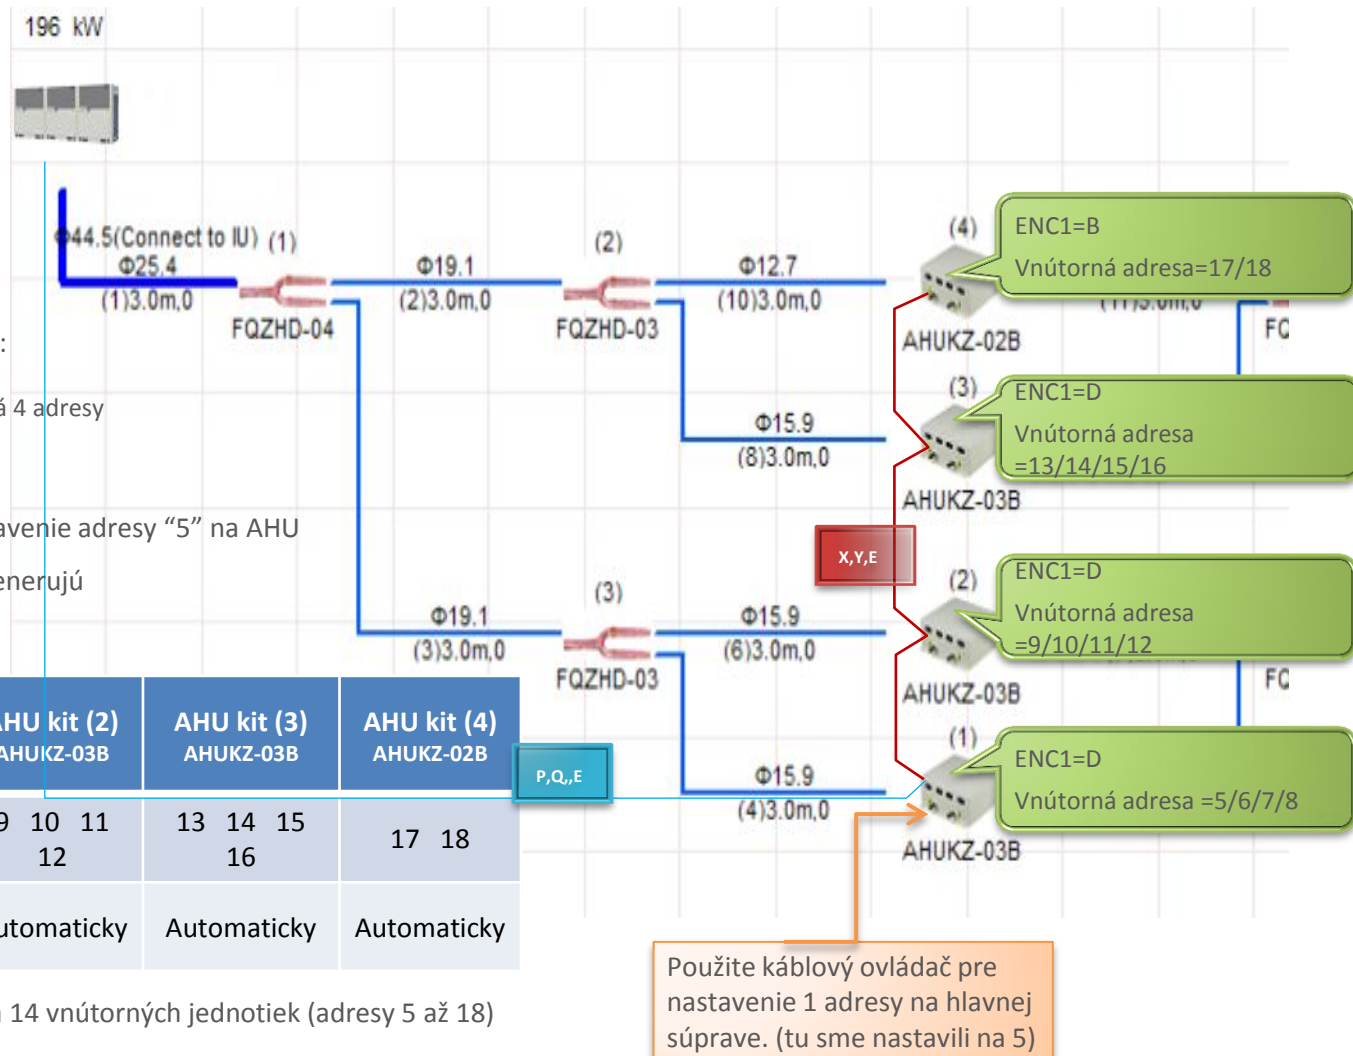 196 kW
Φ44.5(Connect to IU)
(1)
Φ25.4
(1)3.0m,0
FQZHD-04
Φ19.1
(2)3.0m,0
(2)
FQZHD-03
Φ12.7
(10)3.0m,0
(4)
AHUKZ-02B
ENC1=B
Vnútorná adresa=17/18
:
4 adresy
Φ15.9
(8)3.0m,0
(3)
AHUKZ-03B
ENC1=D
Vnútorná adresa
=13/14/15/16
adresy “5” na AHU
X,Y,E
Φ19.1
(3)3.0m,0
(3)
FQZHD-03
Φ15.9
(6)3.0m,0
(2)
AHUKZ-03B
ENC1=D
Vnútorná adresa
=9/10/11/12
AHU kit (2)
AHUKZ-03B
AHU kit (3)
AHUKZ-03B
AHU kit (4)
AHUKZ-02B
9 10 11
12
13 14 15
16
17 18
Automaticky
Automaticky
Automaticky
P,Q,,E
Φ15.9
(4)3.0m,0
(1)
AHUKZ-03B
ENC1=D
Vnútorná adresa =5/6/7/8
14 vnútorných jednotiek (adresy 5 až 18)
Použite káblový ovládač pre
nastavenie 1 adresy na hlavnej
súprave. (tu sme nastavili na 5)